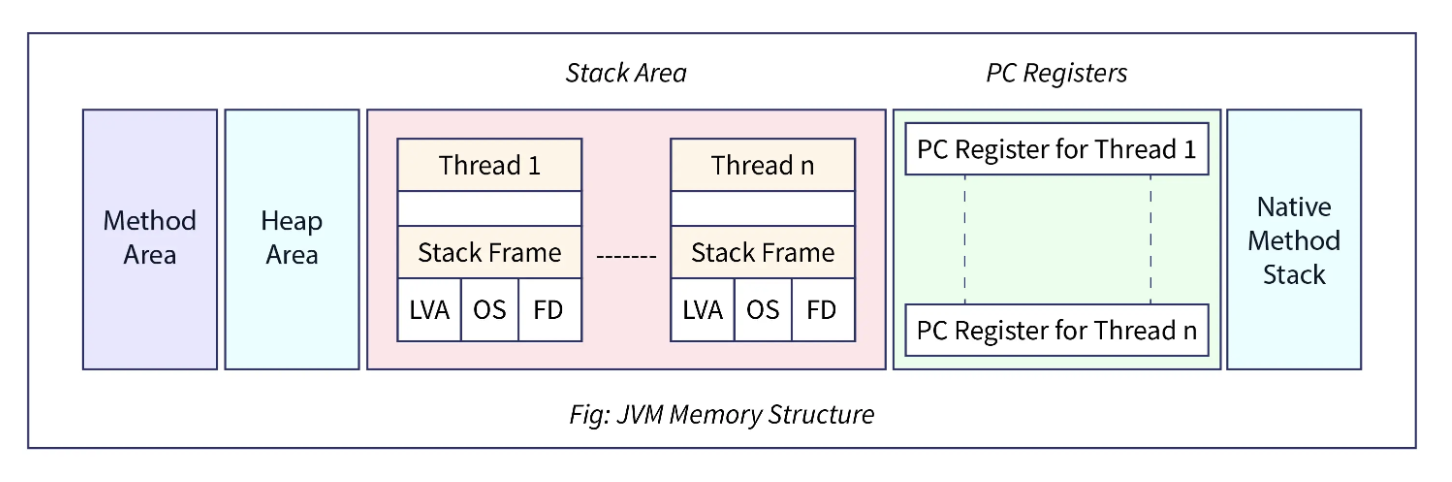 Stack Area
PC Registers
Method
Area
Heap
Area
Thread 1
Stack Frame
LVA OS FD
-------
Thread n
Stack Frame
LVA OS FD
PC Register for Thread 1
PC Register for Thread n
Native
Method
Stack
Fig: JVM Memory Structure